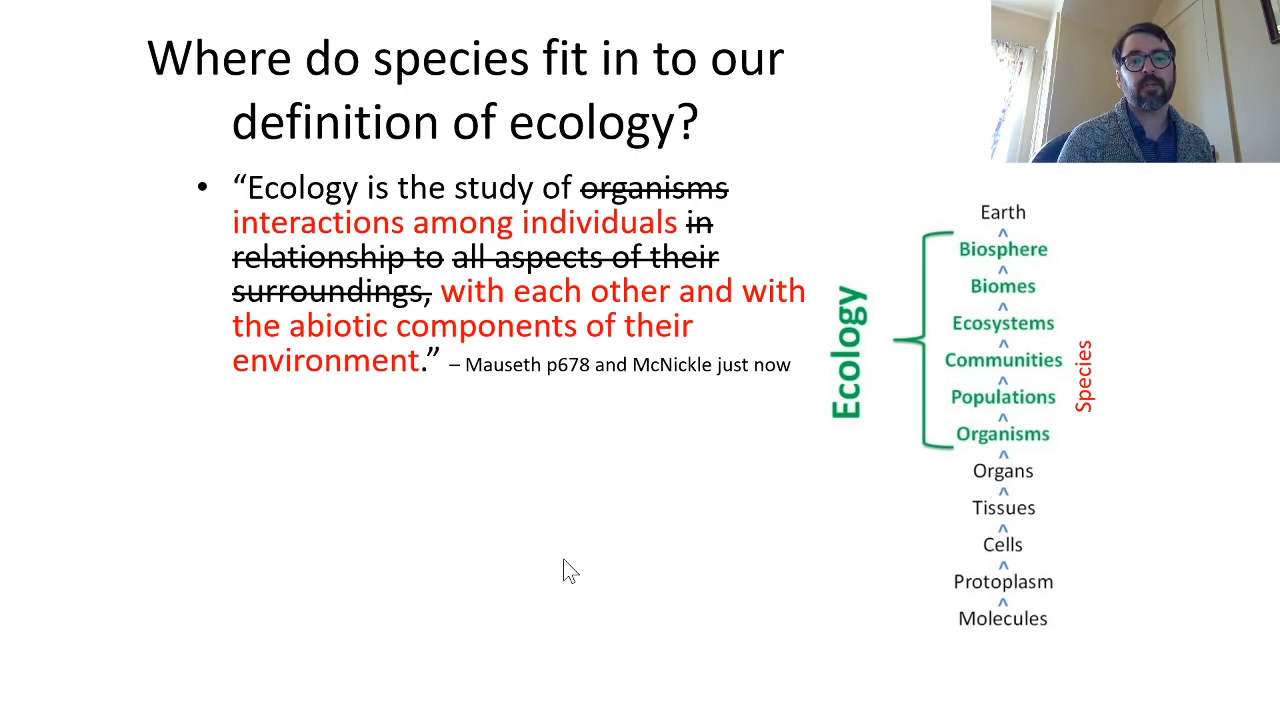 Where do species fit in to our
definition of ecology?
• “Ecology is the study of organisms
interactions among individuals in
relationship to all aspects of their
surroundings, with each other and with
the abiotic components of their
environment.” – Mauseth p678 and McNickle just now
Ecology
Earth
^
Biosphere
^
Biomes
^
Ecosystems
^
Communities
^
Populations
^
Organisms
^
Organs
^
Tissues
^
Cells
^
Protoplasm
^
Molecules
Species